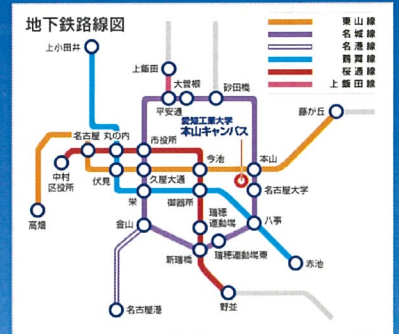 地下鉄路線図
東山線
名城線
名港線
鶴舞線
桜通線
上飯田線
上小田井
上飯田
大曽根
平安通
砂田橋
愛知工業大学
本山キャンパス
藤が丘
名古屋
丸の内
市役所
今池
本山
中村
区役所
伏見
久屋大通
名古屋大学
栄
御器所
高畑
瑞穂
運動場
八事
金山
新瑞橋
瑞穂
運動場東
赤池
名古屋港
野並